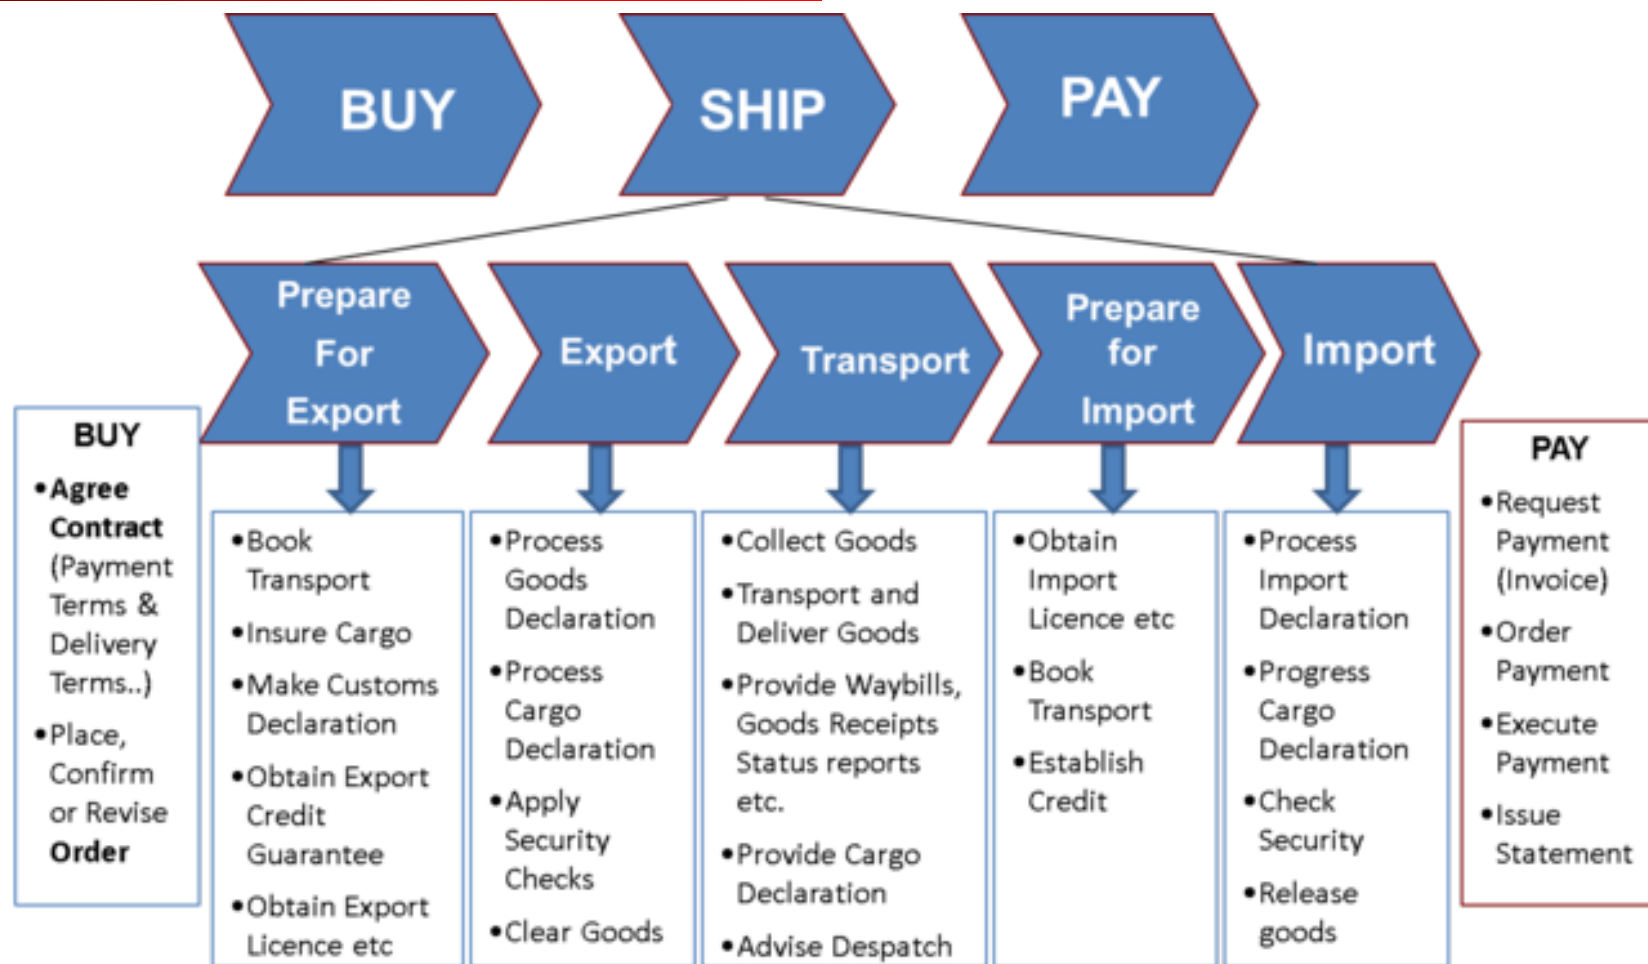 BUY
SHIP
PAY
Prepare
For
Export
Export
Transport
Prepare
for
Import
Import
BUY
•Agree
Contract
(Payment
Terms &
Delivery
Terms..)
•Place,
Confirm
or Revise
Order
•Book
Transport
•Insure Cargo
•Make Customs
Declaration
•Obtain Export
Credit
Guarantee
•Obtain Export
Licence etc
•Process
Goods
Declaration
•Process
Cargo
Declaration
•Apply
Security
Checks
•Clear Goods
•Collect Goods
•Transport and
Deliver Goods
•Provide Waybills,
Goods Receipts
Status reports
etc.
•Provide Cargo
Declaration
•Advise Despatch
•Obtain
Import
Licence etc
•Book
Transport
•Establish
Credit
•Process
Import
Declaration
•Progress
Cargo
Declaration
•Check
Security
•Release
goods
PAY
•Request
Payment
(Invoice)
•Order
Payment
•Execute
Payment
•Issue
Statement